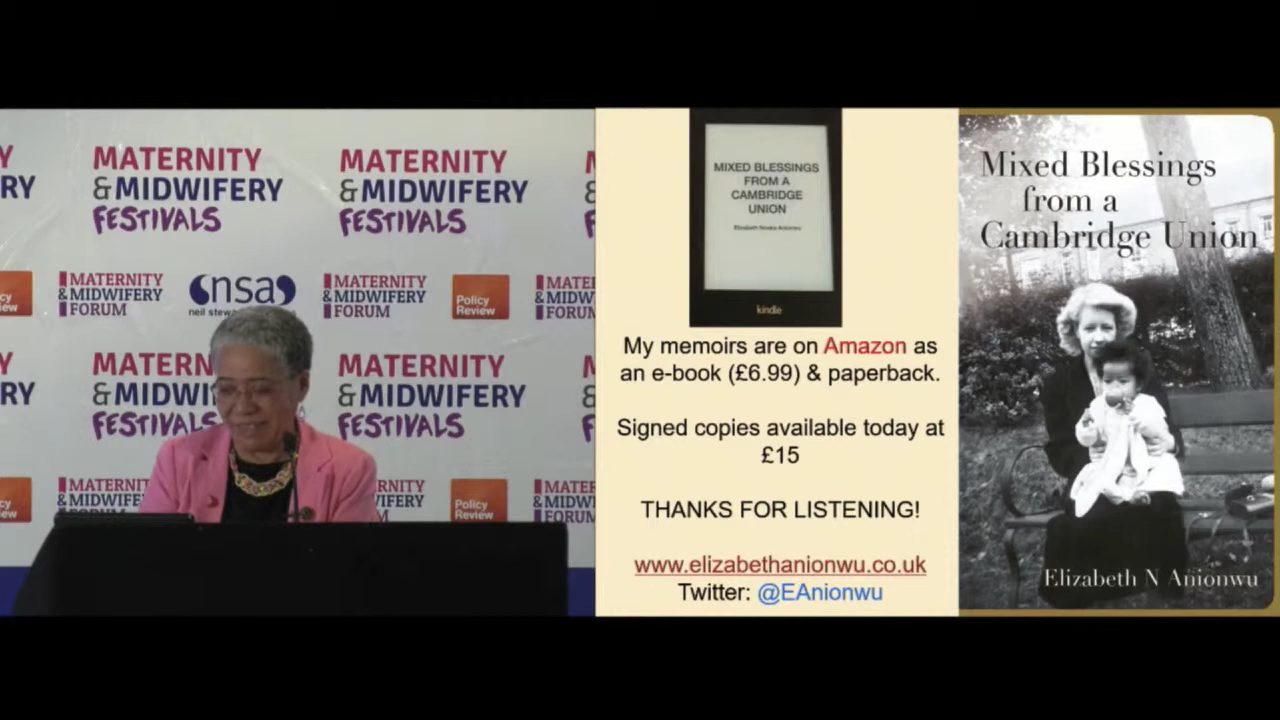 MATERNITY
& MIDWIFERY
FESTIVALS
MATERNITY
& MIDWIFERY
FESTIVALS
MATERNITY
& MIDWIFERY
FORUM
nsa
MATERNITY
& MIDWIFERY
FORUM
Policy
Review
MATERN
& MIDW
FESTIVALS
MATERNITY
& MIDWIFERY
FESTIVALS
Policy
Review
MIXED BLESSINGS
FROM A
CAMBRIDGE
UNION
kindle
My memoirs are on Amazon as
an e-book (£6.99) & paperback.
Signed copies available today at
£15
THANKS FOR LISTENING!
www.elizabethanionwu.co.uk
Twitter: @EAnionwu
Mixed Blessings
from a
Cambridge Union
Elizabeth N Anionwu